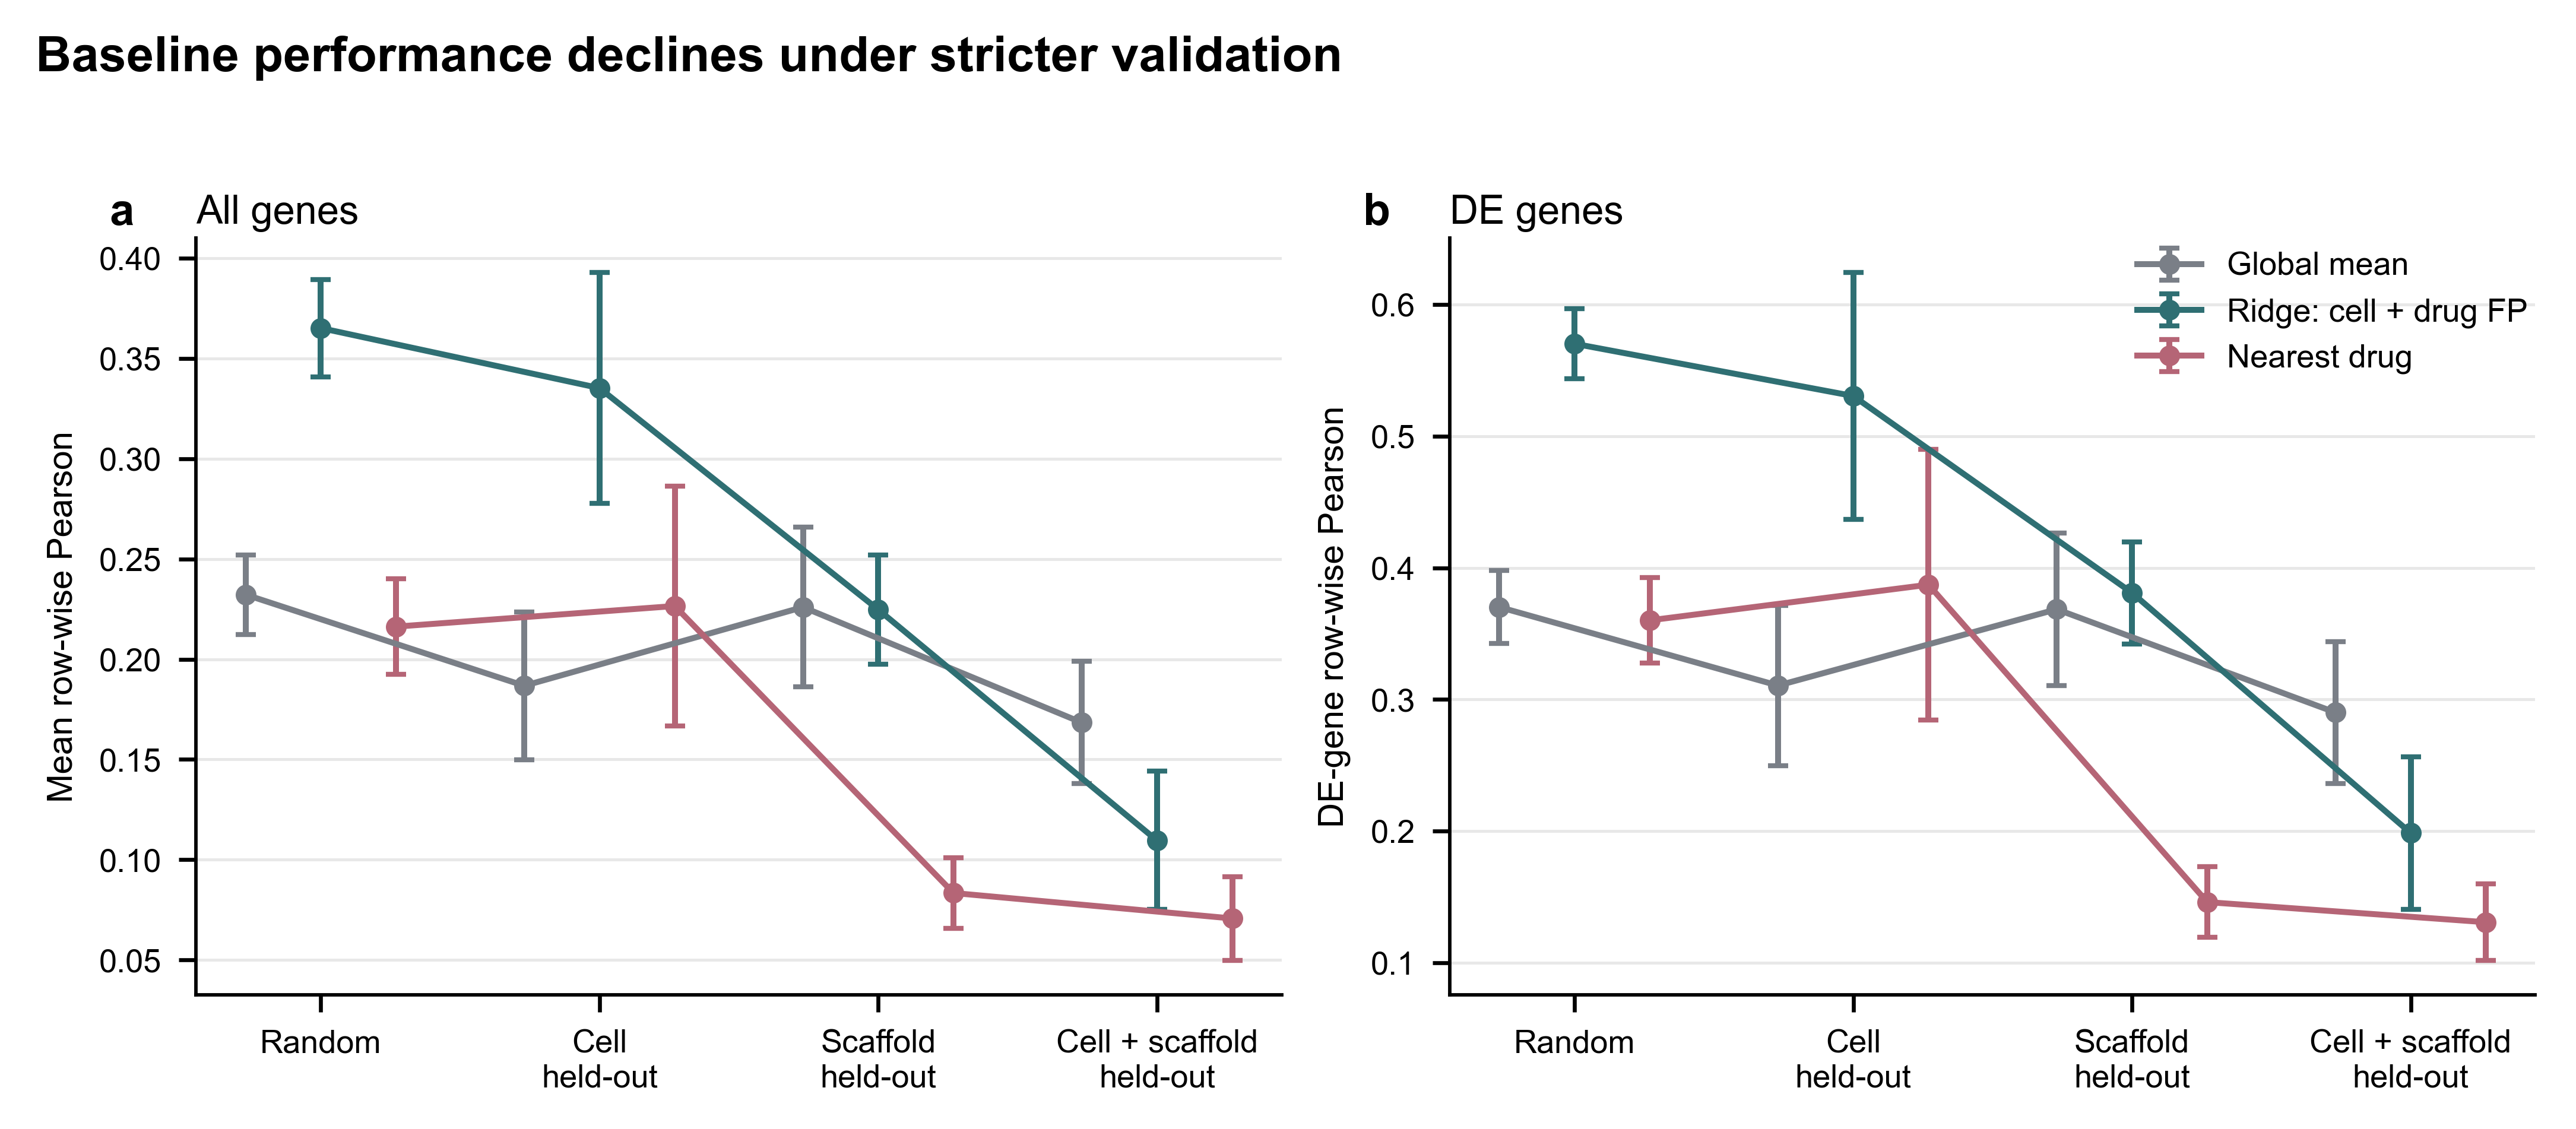 Baseline performance declines under stricter validation
a All genes
0.40
0.35
0.30
0.25
0.20
0.15
0.10
0.05
Mean row-wise Pearson
Random
Cell
held-out
Scaffold
held-out
Cell + scaffold
held-out
b DE genes
0.6
0.5
0.4
0.3
0.2
0.1
DE-gene row-wise Pearson
Global mean
Ridge: cell + drug FP
Nearest drug
Random
Cell
held-out
Scaffold
held-out
Cell + scaffold
held-out